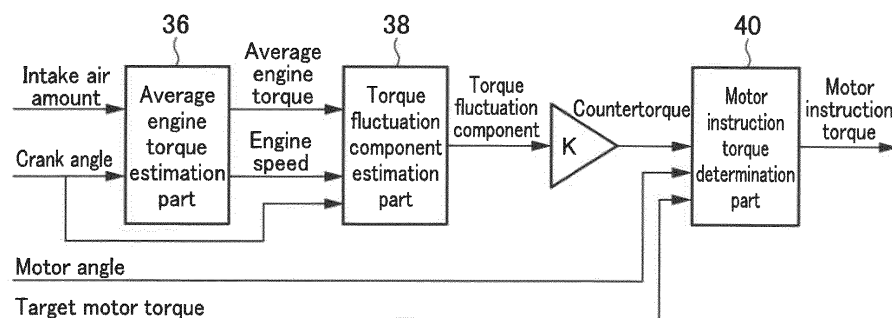 36
38
40
Intake air
amount
Average
engine
torque
Average
engine
torque
estimation
part
Torque
fluctuation
component
estimation
part
Torque
fluctuation
component
K
Countertorque
Motor
instruction
torque
determination
part
Motor
instruction
torque
Crank angle
Engine
speed
Motor angle
Target motor torque